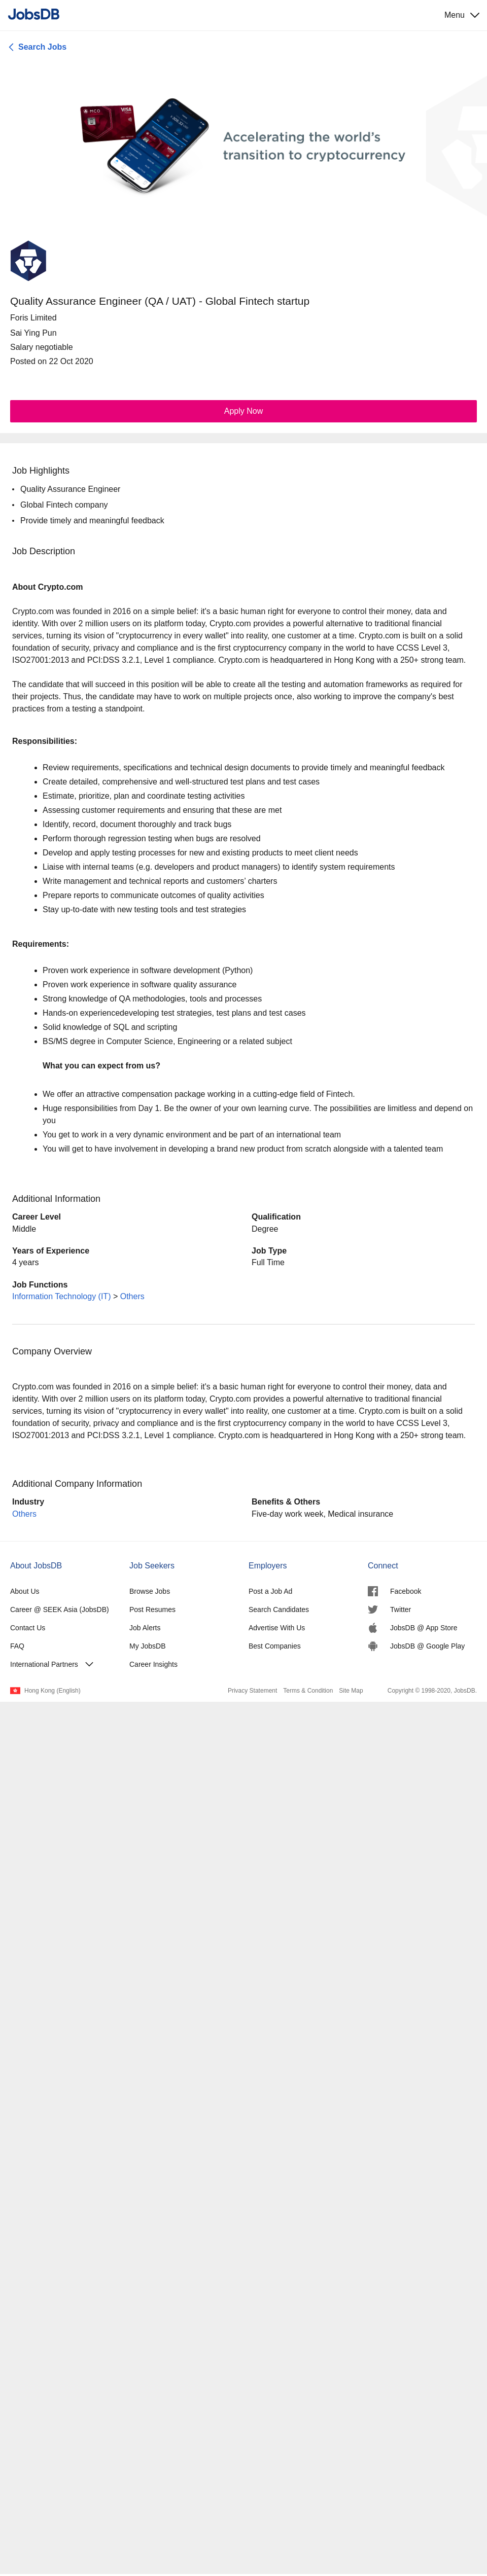 JobsDB
Menu
Search Jobs
MCO
VISA
Accelerating the world's
transition to cryptocurrency
Quality Assurance Engineer (QA / UAT) - Global Fintech startup
Foris Limited
Sai Ying Pun
Salary negotiable
Posted on 22 Oct 2020
Apply Now
Job Highlights
• Quality Assurance Engineer
• Global Fintech company
• Provide timely and meaningful feedback
Job Description
About Crypto.com
Crypto.com was founded in 2016 on a simple belief: it's a basic human right for everyone to control their money, data and
identity. With over 2 million users on its platform today, Crypto.com provides a powerful alternative to traditional financial
services, turning its vision of "cryptocurrency in every wallet" into reality, one customer at a time. Crypto.com is built on a solid
foundation of security, privacy and compliance and is the first cryptocurrency company in the world to have CCSS Level 3,
ISO27001:2013 and PCI:DSS 3.2.1, Level 1 compliance. Crypto.com is headquartered in Hong Kong with a 250+ strong team.
The candidate that will succeed in this position will be able to create all the testing and automation frameworks as required for
their projects. Thus, the candidate may have to work on multiple projects once, also working to improve the company's best
practices from a testing a standpoint.
Responsibilities:
• Review requirements, specifications and technical design documents to provide timely and meaningful feedback
• Create detailed, comprehensive and well-structured test plans and test cases
• Estimate, prioritize, plan and coordinate testing activities
• Assessing customer requirements and ensuring that these are met
• Identify, record, document thoroughly and track bugs
• Perform thorough regression testing when bugs are resolved
• Develop and apply testing processes for new and existing products to meet client needs
• Liaise with internal teams (e.g. developers and product managers) to identify system requirements
• Write management and technical reports and customers' charters
• Prepare reports to communicate outcomes of quality activities
• Stay up-to-date with new testing tools and test strategies
Requirements:
• Proven work experience in software development (Python)
• Proven work experience in software quality assurance
• Strong knowledge of QA methodologies, tools and processes
• Hands-on experiencedeveloping test strategies, test plans and test cases
• Solid knowledge of SQL and scripting
• BS/MS degree in Computer Science, Engineering or a related subject
What you can expect from us?
• We offer an attractive compensation package working in a cutting-edge field of Fintech.
• Huge responsibilities from Day 1. Be the owner of your own learning curve. The possibilities are limitless and depend on
you
• You get to work in a very dynamic environment and be part of an international team
• You will get to have involvement in developing a brand new product from scratch alongside with a talented team
Additional Information
Career Level Qualification
Middle Degree
Years of Experience Job Type
4 years Full Time
Job Functions
Information Technology (IT) > Others
Company Overview
Crypto.com was founded in 2016 on a simple belief: it's a basic human right for everyone to control their money, data and
identity. With over 2 million users on its platform today, Crypto.com provides a powerful alternative to traditional financial
services, turning its vision of "cryptocurrency in every wallet" into reality, one customer at a time. Crypto.com is built on a solid
foundation of security, privacy and compliance and is the first cryptocurrency company in the world to have CCSS Level 3,
ISO27001:2013 and PCI:DSS 3.2.1, Level 1 compliance. Crypto.com is headquartered in Hong Kong with a 250+ strong team.
Additional Company Information
Industry Benefits & Others
Others Five-day work week, Medical insurance
About JobsDB Job Seekers Employers Connect
About Us Browse Jobs Post a Job Ad Facebook
Career @ SEEK Asia (JobsDB) Post Resumes Search Candidates Twitter
Contact Us Job Alerts Advertise With Us JobsDB @ App Store
FAQ My JobsDB Best Companies JobsDB @ Google Play
International Partners Career Insights
Hong Kong (English) Privacy Statement Terms & Condition Site Map Copyright © 1998-2020, JobsDB.